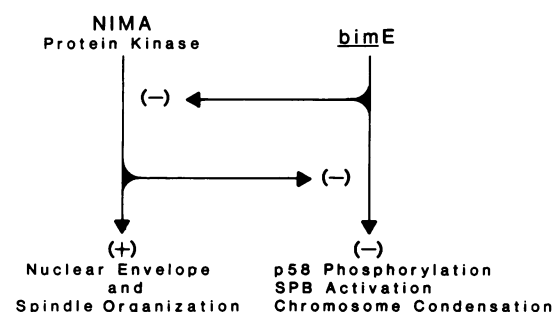 NIMA
Protein Kinase
bimE
(–)
(–)
(+)
Nuclear Envelope
and
Spindle Organization
(–)
p58 Phosphorylation
SPB Activation
Chromosome Condensation